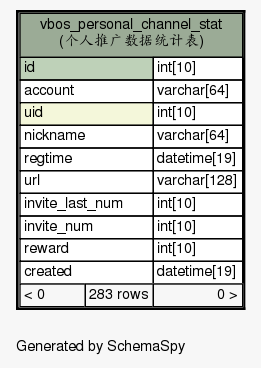 vbos_personal_channel_stat
(个人推广数据统计表)
id int[10]
account varchar[64]
uid int[10]
nickname varchar[64]
regtime datetime[19]
url varchar[128]
invite_last_num int[10]
invite_num int[10]
reward int[10]
created datetime[19]
< 0 283 rows 0 >
Generated by SchemaSpy